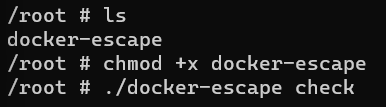 /root # ls
docker-escape
/root # chmod +x docker-escape
/root # ./docker-escape check